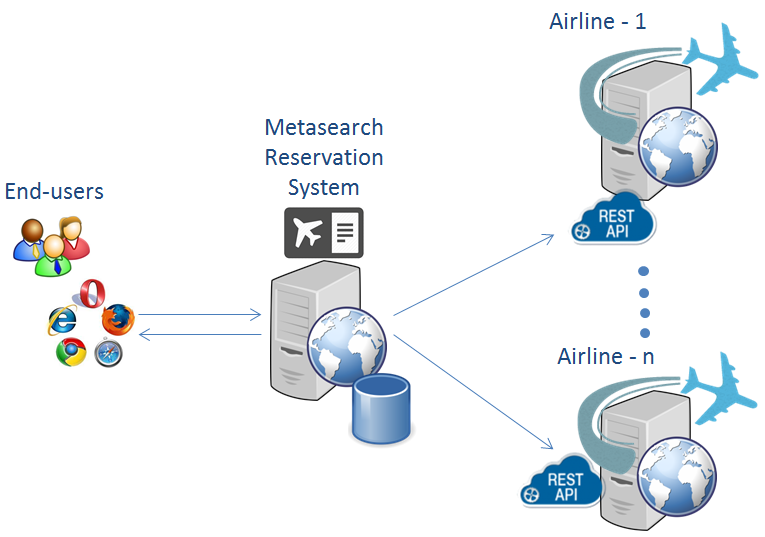 Airline - 1
Metasearch
Reservation
System
End-users
REST
API
Airline - n
REST
API